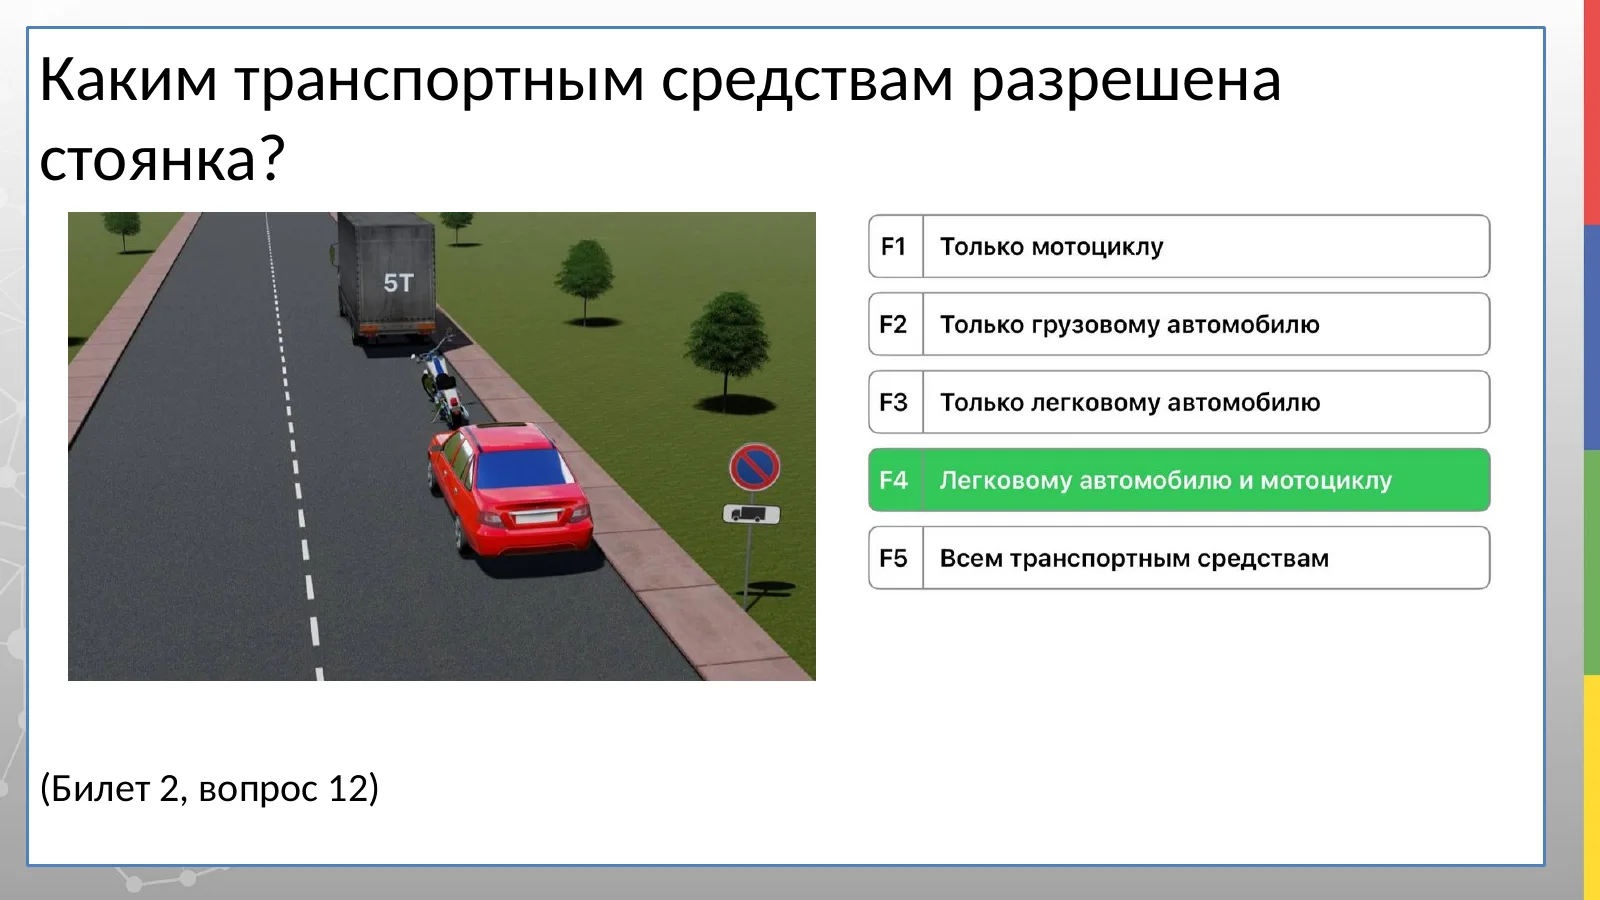 Каким транспортным средствам разрешена
стоянка?
5Т
F1 Только мотоциклу
F2 Только грузовому автомобилю
F3 Только легковому автомобилю
F4 Легковому автомобилю и мотоциклу
F5 Всем транспортным средствам
(Билет 2, вопрос 12)